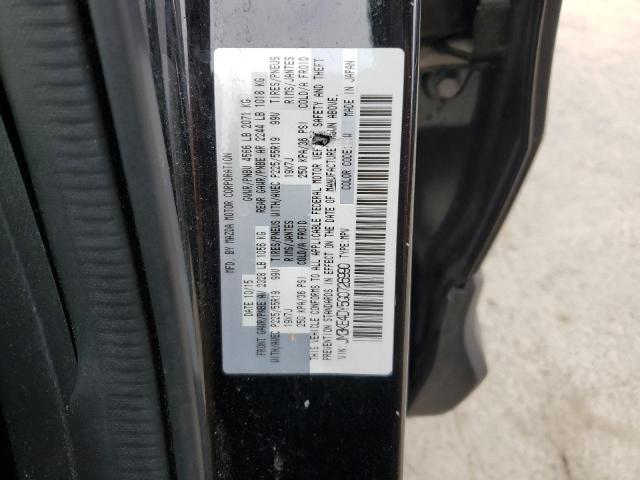 MFD. BY MAZDA MOTOR CORPORATION
DATE 10/15 GVWR/PNBV 4566 LB 2071 KG
FRONT GAWR/PNBE AV 2328 LB 1056 KG REAR GAWR/PNBE AR 2244 LB 1018 KG
WITH/AVEC P225/55R19 99V TIRES/PNEUS WITH/AVEC P225/55R19 99V TIRES/PNEUS
19X7J RIMS/JANTES 19X7J RIMS/JANTES
250 KPA/36 PSI COLD/A FROID 250 KPA/36 PSI COLD/A FROID
THIS VEHICLE CONFORMS TO ALL APPLICABLE FEDERAL MOTOR SAFETY AND THEFT
PREVENTION STANDARDS IN EFFECT ON THE DATE OF MANUFACTURE SHOWN ABOVE.
VIN: JM3KE4DY5G0726990 TYPE: MPV COLOR CODE: MADE IN JAPAN